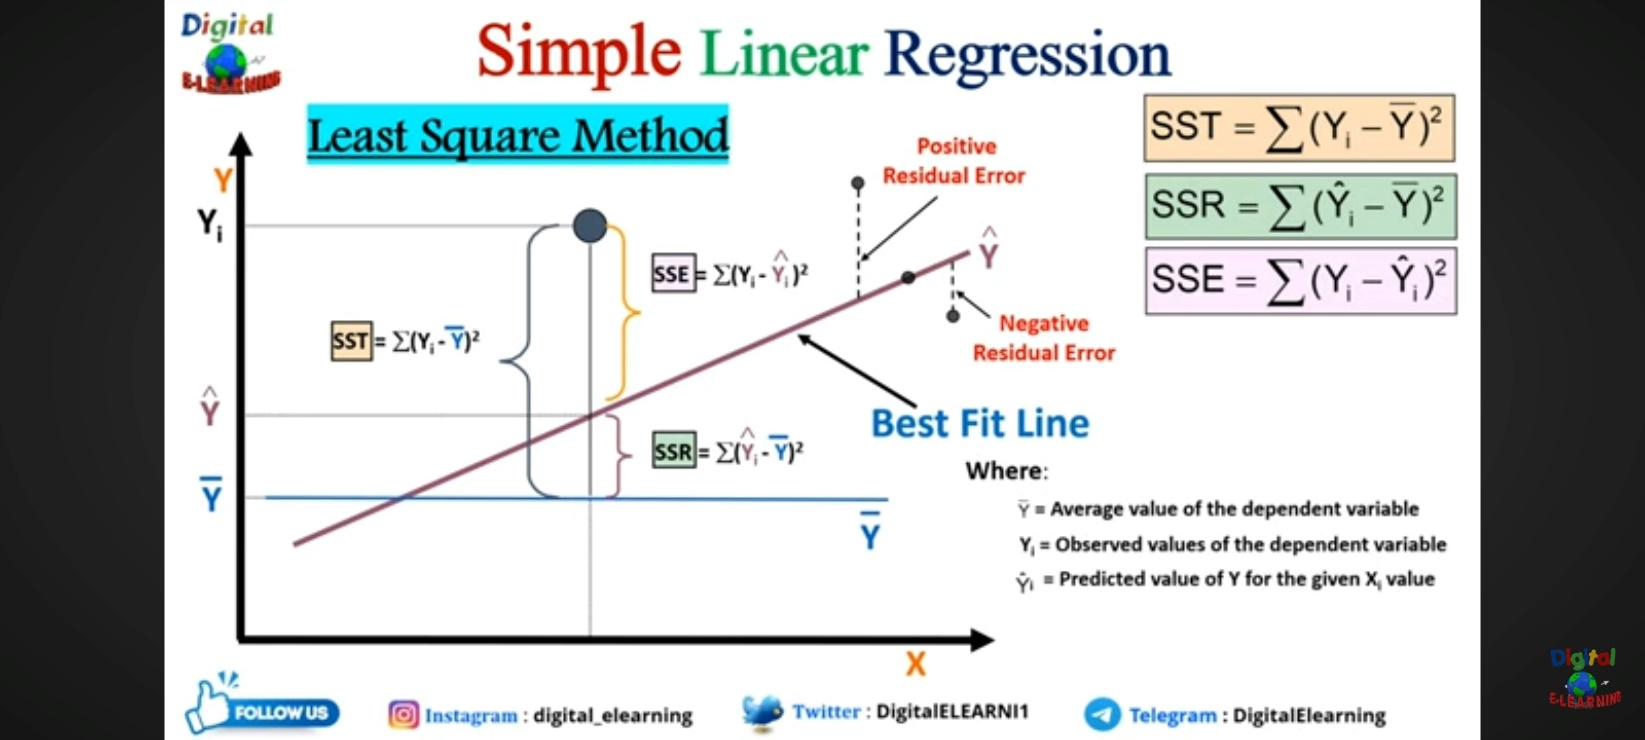 Digital
E-LEARNING
Simple Linear Regression
Least Square Method
SST = ∑(Yᵢ – Y̅)²
SSR = ∑(Ŷᵢ – Y̅)²
SSE = ∑(Yᵢ – Ŷᵢ)²
Positive
Residual Error
Y
Yᵢ
SSE = ∑(Yᵢ - Ŷᵢ)²
Ŷ
Negative
Residual Error
SST = ∑(Yᵢ - Y̅)²
Ŷ
Best Fit Line
SSR = ∑(Ŷᵢ - Y̅)²
Y̅
Y̅
Where:
Y̅ = Average value of the dependent variable
Yᵢ = Observed values of the dependent variable
Ŷᵢ = Predicted value of Y for the given Xᵢ value
X
FOLLOW US
Instagram : digital_elearning
Twitter : DigitalELEARNI1
Telegram : DigitalElearning
Digital
E-LEARNING